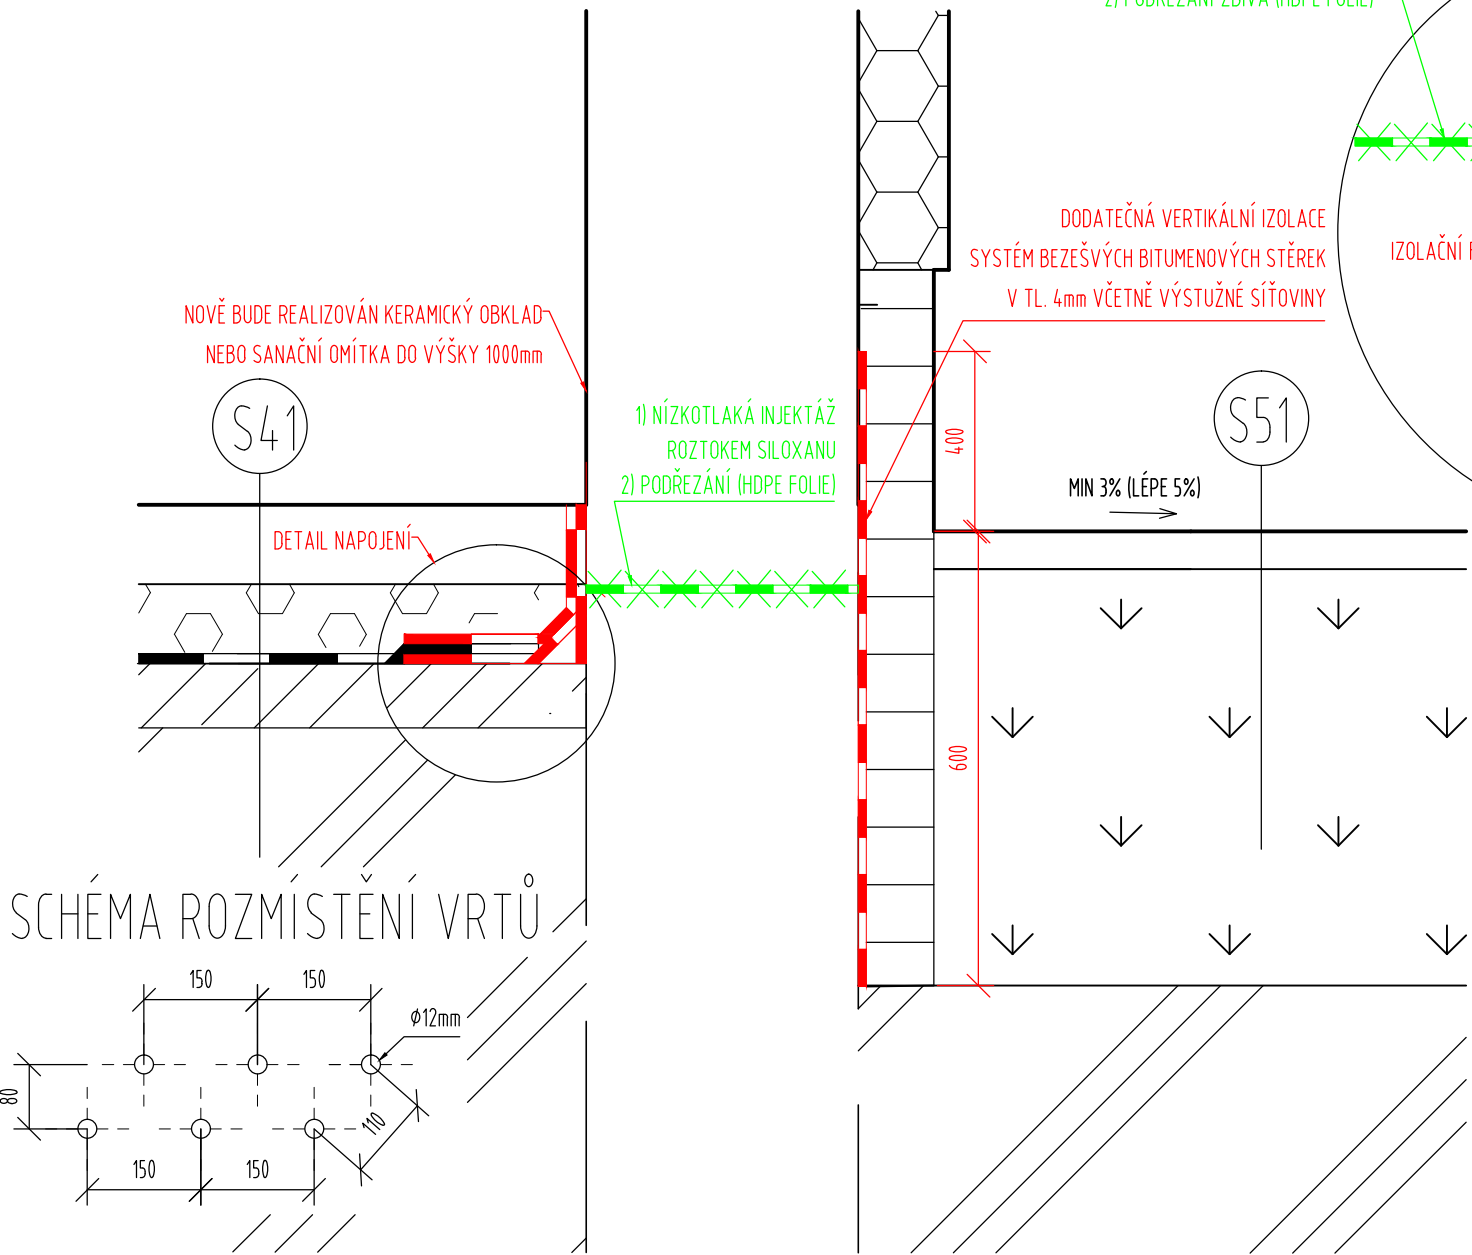 2) PODŘEZÁNÍ ZDIVA (HDPE FOLIE)
DODATEČNÁ VERTIKÁLNÍ IZOLACE
SYSTÉM BEZEŠVÝCH BITUMENOVÝCH STĚREK
V TL. 4mm VČETNĚ VÝSTUŽNÉ SÍŤOVINY
IZOLAČNÍ
NOVĚ BUDE REALIZOVÁN KERAMICKÝ OBKLAD
NEBO SANAČNÍ OMÍTKA DO VÝŠKY 1000mm
S41
1) NÍZKOTLAKÁ INJEKTÁŽ
ROZTOKEM SILOXANU
2) PODŘEZÁNÍ (HDPE FOLIE)
400
S51
MIN 3% (LÉPE 5%)
DETAIL NAPOJENÍ
600
SCHÉMA ROZMÍSTĚNÍ VRTŮ
150
150
ϕ12mm
80
110
150
150